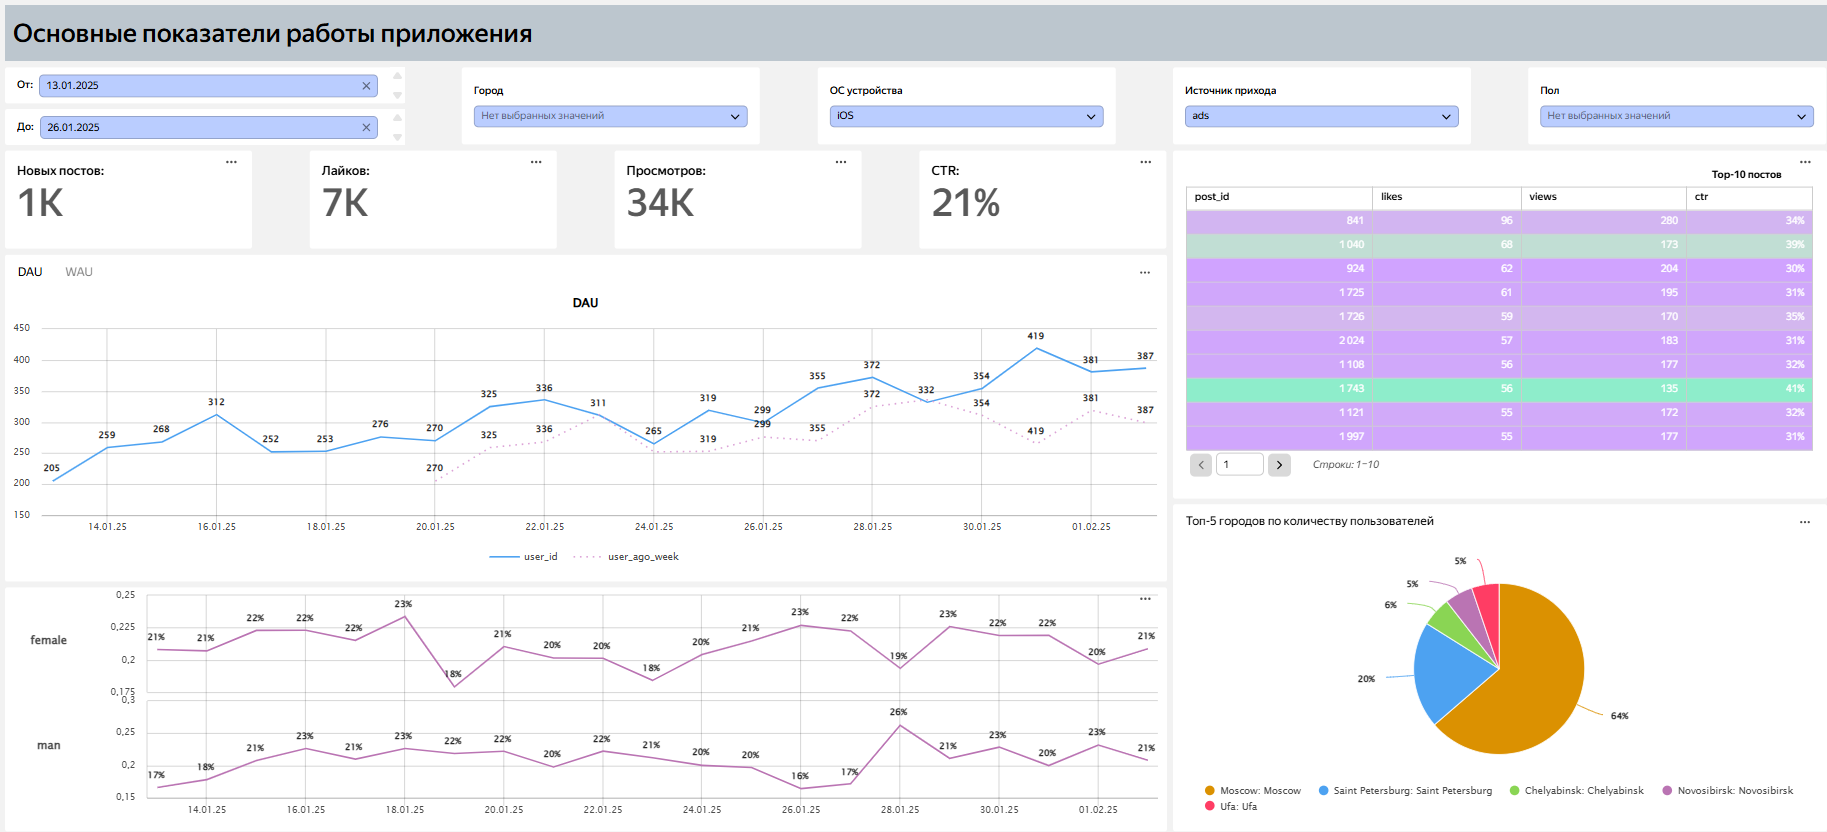 Основные показатели работы приложения
От: 13.01.2025
До: 26.01.2025
Город
Нет выбранных значений
ОС устройства
iOS
Источник прихода
ads
Пол
Нет выбранных значений
Новых постов:
1K
Лайков:
7K
Просмотров:
34K
CTR:
21%
Top-10 постов
post_id likes views ctr
841 96 280 34%
1 040 68 173 39%
924 62 204 30%
1 725 61 195 31%
1 726 59 170 35%
2 024 57 183 31%
1 108 56 177 32%
1 743 56 135 41%
1 121 55 172 32%
1 997 55 177 31%
1 Строки: 1–10
DAU WAU
DAU
450
400
350
300
250
200
150
205 259 268 312 252 253 276 270 325 336 311 265 319 299 355 372 332 354 419 381 387
270 325 336 319 299 355 372 354 419 381 387
14.01.25 16.01.25 18.01.25 20.01.25 22.01.25 24.01.25 26.01.25 28.01.25 30.01.25 01.02.25
user_id user_ago_week
female
0,25
0,225
0,2
0,175
21% 21% 22% 22% 22% 23% 18% 21% 20% 20% 18% 20% 21% 23% 22% 19% 23% 22% 22% 20% 21%
man
0,3
0,25
0,2
0,15
17% 18% 21% 23% 21% 23% 22% 22% 20% 22% 21% 20% 20% 16% 17% 26% 21% 23% 20% 23% 21%
14.01.25 16.01.25 18.01.25 20.01.25 22.01.25 24.01.25 26.01.25 28.01.25 30.01.25 01.02.25
Топ-5 городов по количеству пользователей
5%
5%
6%
20%
64%
Moscow: Moscow Saint Petersburg: Saint Petersburg Chelyabinsk: Chelyabinsk Novosibirsk: Novosibirsk
Ufa: Ufa